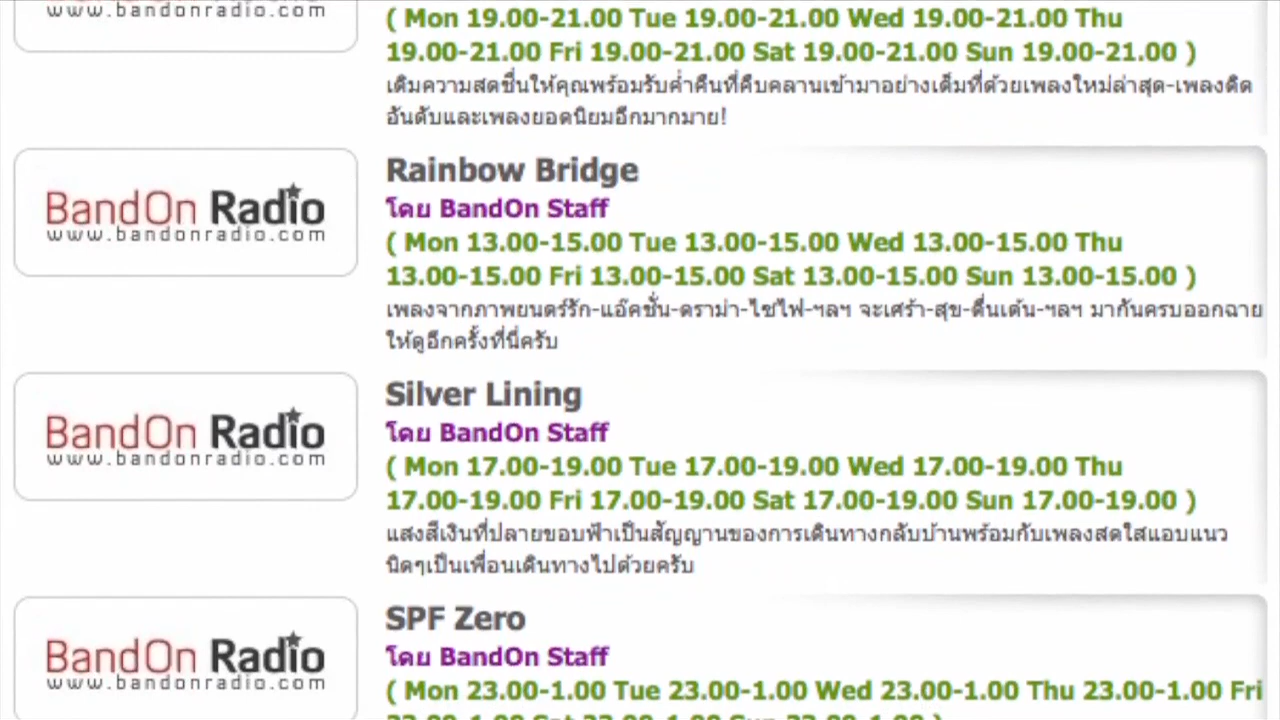 www.bandonradio.com
( Mon 19.00-21.00 Tue 19.00-21.00 Wed 19.00-21.00 Thu
19.00-21.00 Fri 19.00-21.00 Sat 19.00-21.00 Sun 19.00-21.00 )
เติมความสดชื่นให้คุณพร้อมรับค่ำคืนที่คืบคลานเข้ามาอย่างเต็มที่ด้วยเพลงใหม่ล่าสุด-เพลงติด
อันดับและเพลงยอดนิยมอีกมากมาย!
BandOn Radio
www.bandonradio.com
Rainbow Bridge
โดย BandOn Staff
( Mon 13.00-15.00 Tue 13.00-15.00 Wed 13.00-15.00 Thu
13.00-15.00 Fri 13.00-15.00 Sat 13.00-15.00 Sun 13.00-15.00 )
เพลงจากภาพยนตร์รัก-แอ๊คชั่น-ดราม่า-ไซไฟ-ฯลฯ จะเศร้า-สุข-ตื่นเต้น-ฯลฯ มากันครบออกฉาย
ให้ดูอีกครั้งที่นี่ครับ
BandOn Radio
www.bandonradio.com
Silver Lining
โดย BandOn Staff
( Mon 17.00-19.00 Tue 17.00-19.00 Wed 17.00-19.00 Thu
17.00-19.00 Fri 17.00-19.00 Sat 17.00-19.00 Sun 17.00-19.00 )
แสงสีเงินที่ปลายขอบฟ้าเป็นสัญญานของการเดินทางกลับบ้านพร้อมกับเพลงสดใสแอบแนว
นิดๆเป็นเพื่อนเดินทางไปด้วยครับ
BandOn Radio
www.bandonradio.com
SPF Zero
โดย BandOn Staff
( Mon 23.00-1.00 Tue 23.00-1.00 Wed 23.00-1.00 Thu 23.00-1.00 Fri
23.00-1.00 Sat 23.00-1.00 Sun 23.00-1.00 )